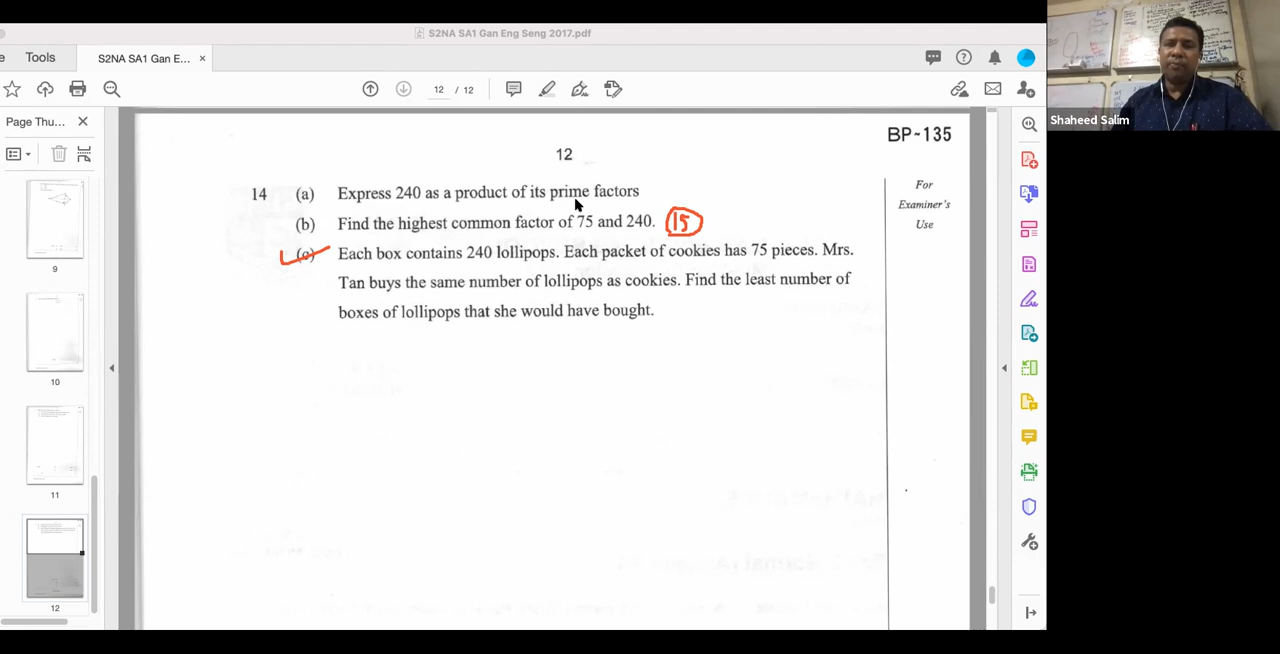 S2NA SA1 Gan Eng Seng 2017.pdf
e Tools S2NA SA1 Gan E... ×
12 / 12
Page Thu...
9
10
11
12
BP-135
12
For
Examiner's
Use
14 (a) Express 240 as a product of its prime factors
(b) Find the highest common factor of 75 and 240. 15
(c) Each box contains 240 lollipops. Each packet of cookies has 75 pieces. Mrs.
Tan buys the same number of lollipops as cookies. Find the least number of
boxes of lollipops that she would have bought.
Shaheed Salim